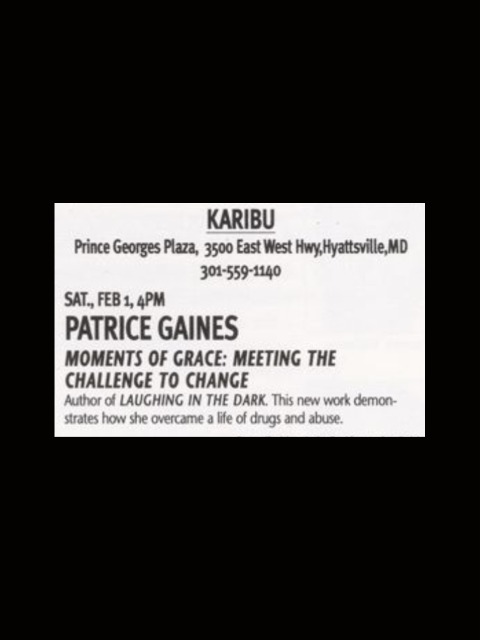 KARIBU
Prince Georges Plaza, 3500 East West Hwy,Hyattsville,MD
301-559-1140
SAT., FEB 1, 4PM
PATRICE GAINES
MOMENTS OF GRACE: MEETING THE
CHALLENGE TO CHANGE
Author of LAUGHING IN THE DARK. This new work demon-
strates how she overcame a life of drugs and abuse.